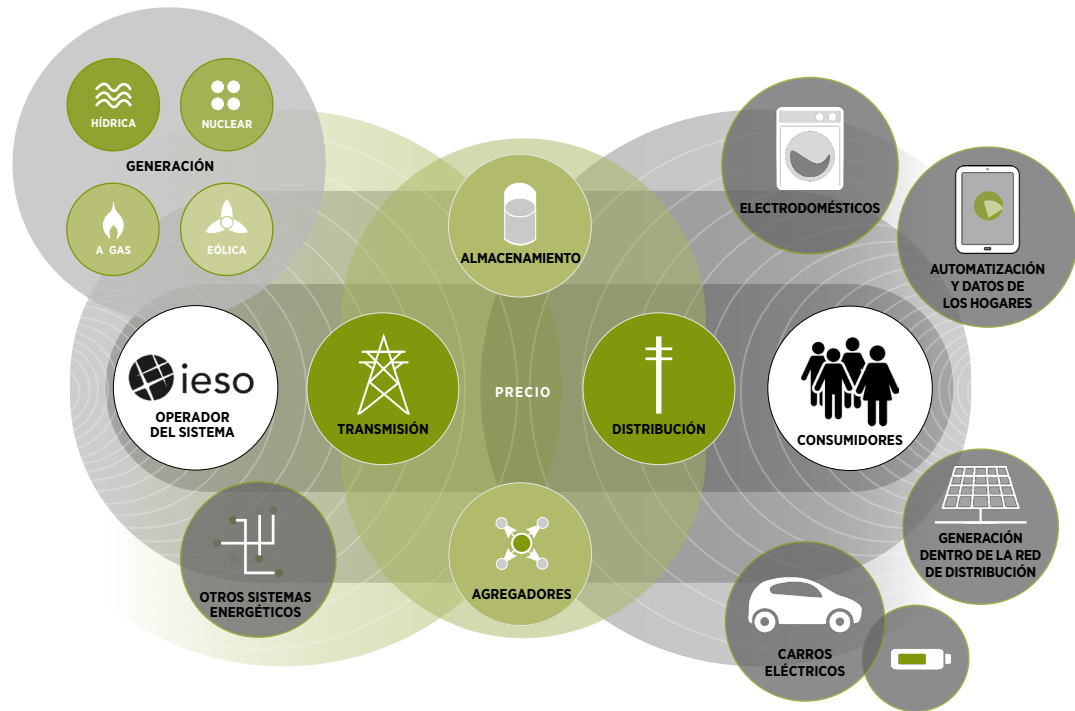 HÍDRICA
NUCLEAR
GENERACIÓN
A GAS
EÓLICA
ALMACENAMIENTO
ELECTRODOMÉSTICOS
AUTOMATIZACIÓN
Y DATOS DE
LOS HOGARES
ieso
OPERADOR
DEL SISTEMA
TRANSMISIÓN
PRECIO
DISTRIBUCIÓN
CONSUMIDORES
OTROS SISTEMAS
ENERGÉTICOS
AGREGADORES
GENERACIÓN
DENTRO DE LA RED
DE DISTRIBUCIÓN
CARROS
ELÉCTRICOS